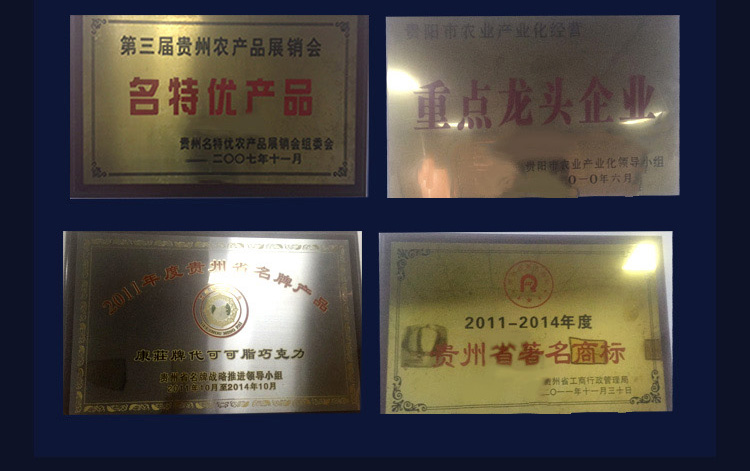 第三届贵州农产品展销会
名特优产品
贵州名特优农产品展销会组委会
二〇〇七年十一月
贵阳市农业产业化经营
重点龙头企业
贵阳市农业产业化领导小组
〇一〇年六月
2011年度贵州省名牌产品
康莊牌代可可脂巧克力
贵州省名牌战略推进领导小组
2011年10月至2014年10月
R
2011-2014年度
贵州省著名商标
贵州省工商行政管理局
二〇一一年十一月三十日